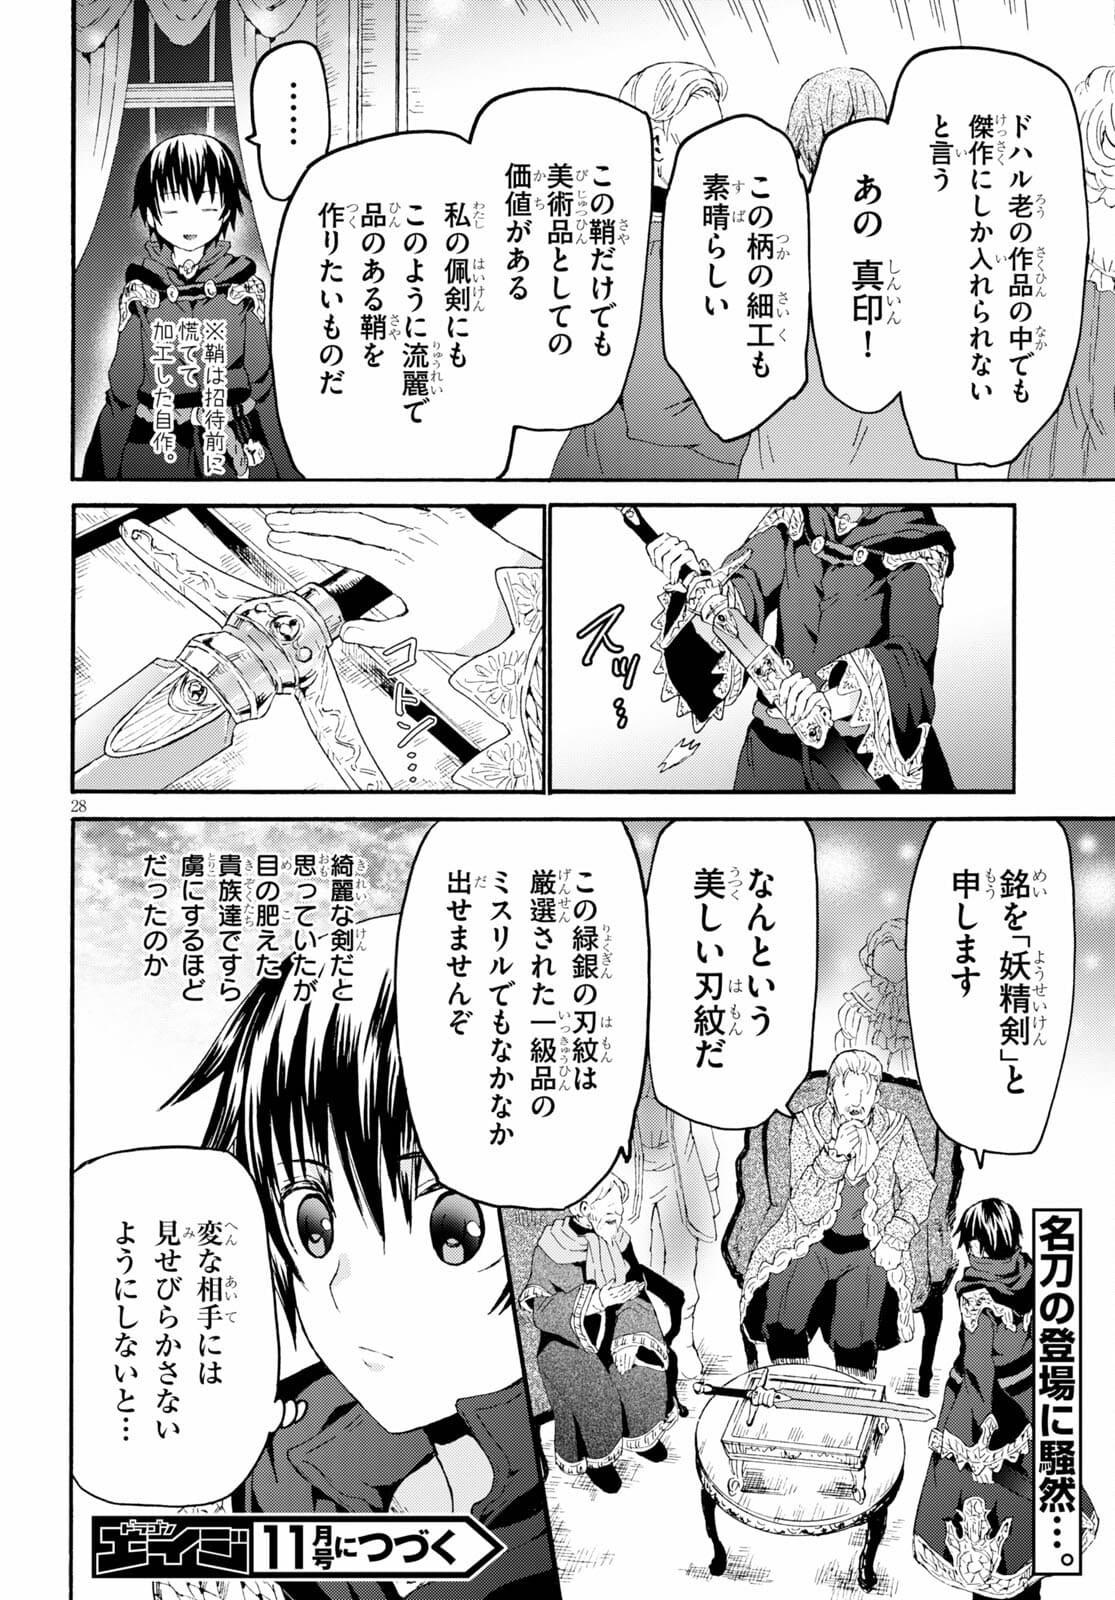 ドハル老の作品の中でも
傑作にしか入れられない
と言う
あの 真印!
この柄の細工も
素晴らしい
この鞘だけでも
美術品としての
価値がある
私の佩剣にも
このように流麗で
品のある鞘を
作りたいものだ
⋯⋯
※鞘は招待前に
慌てて
加工した自作。
スッ⋯
コトン⋯
28
銘を「妖精剣」と
申します
なんという
美しい刃紋だ
この緑銀の刃紋は
厳選された一級品の
ミスリルでもなかなか
出せませんぞ
綺麗な剣だと
思っていたが
目の肥えた
貴族達ですら
虜にするほど
だったのか
変な相手には
見せびらかさない
ようにしないと⋯
名刀の登場に騒然⋯。
ドラゴン
エイジ
11月号につづく